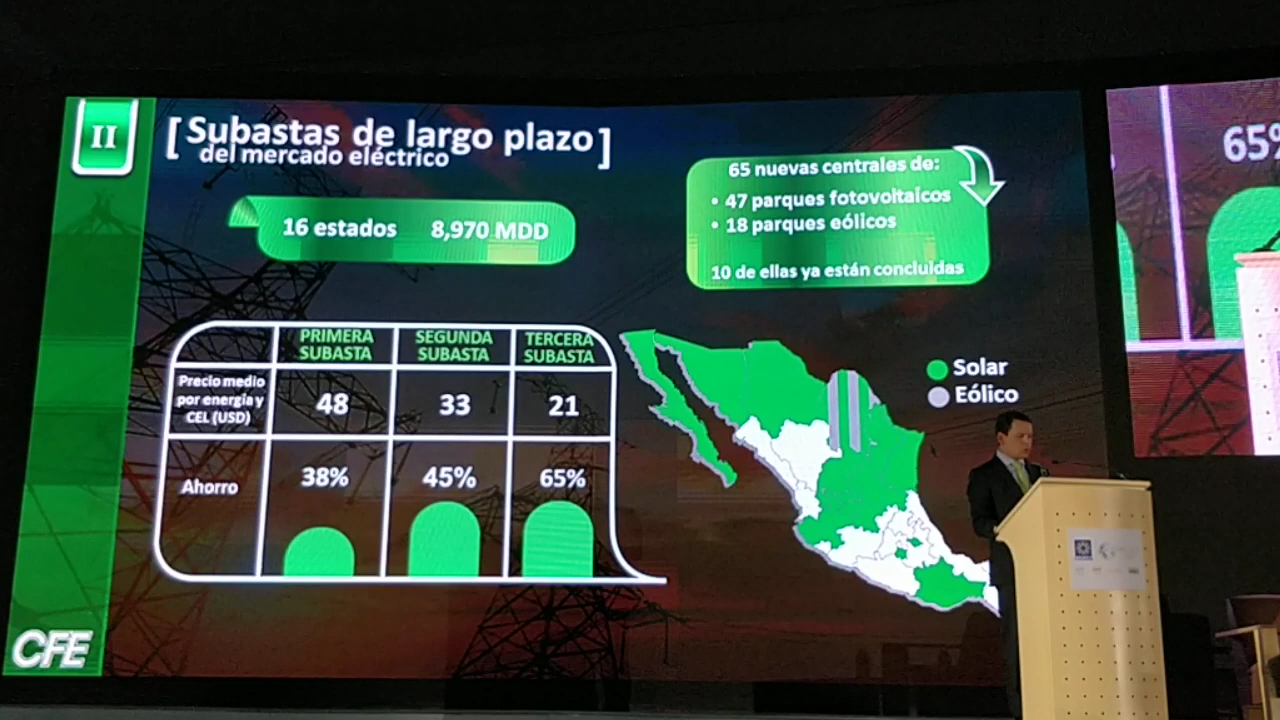 II
[Subastas de largo plazo]
del mercado eléctrico
16 estados 8,970 MDD
65 nuevas centrales de:
• 47 parques fotovoltaicos
• 18 parques eólicos
10 de ellas ya están concluidas
PRIMERA SUBASTA
SEGUNDA SUBASTA
TERCERA SUBASTA
Precio medio
por energía y
CEL (USD)
48
33
21
Ahorro
38%
45%
65%
Solar
Eólico
CFE
65%